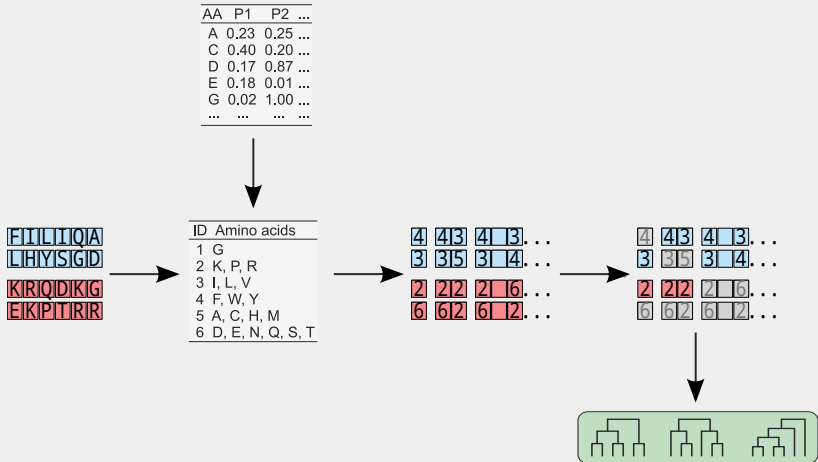 AA P1 P2 ...
A 0.23 0.25 ...
C 0.40 0.20 ...
D 0.17 0.87 ...
E 0.18 0.01 ...
G 0.02 1.00 ...
... ... ... ...
FILIQA
LHYSGD
KRQDKG
EKPTRR
ID Amino acids
1 G
2 K, P, R
3 I, L, V
4 F, W, Y
5 A, C, H, M
6 D, E, N, Q, S, T
4 43 4 3...
3 35 3 4...
2 22 2 6...
6 62 6 2...
4 43 4 3...
3 35 3 4...
2 22 2 6...
6 62 6 2...